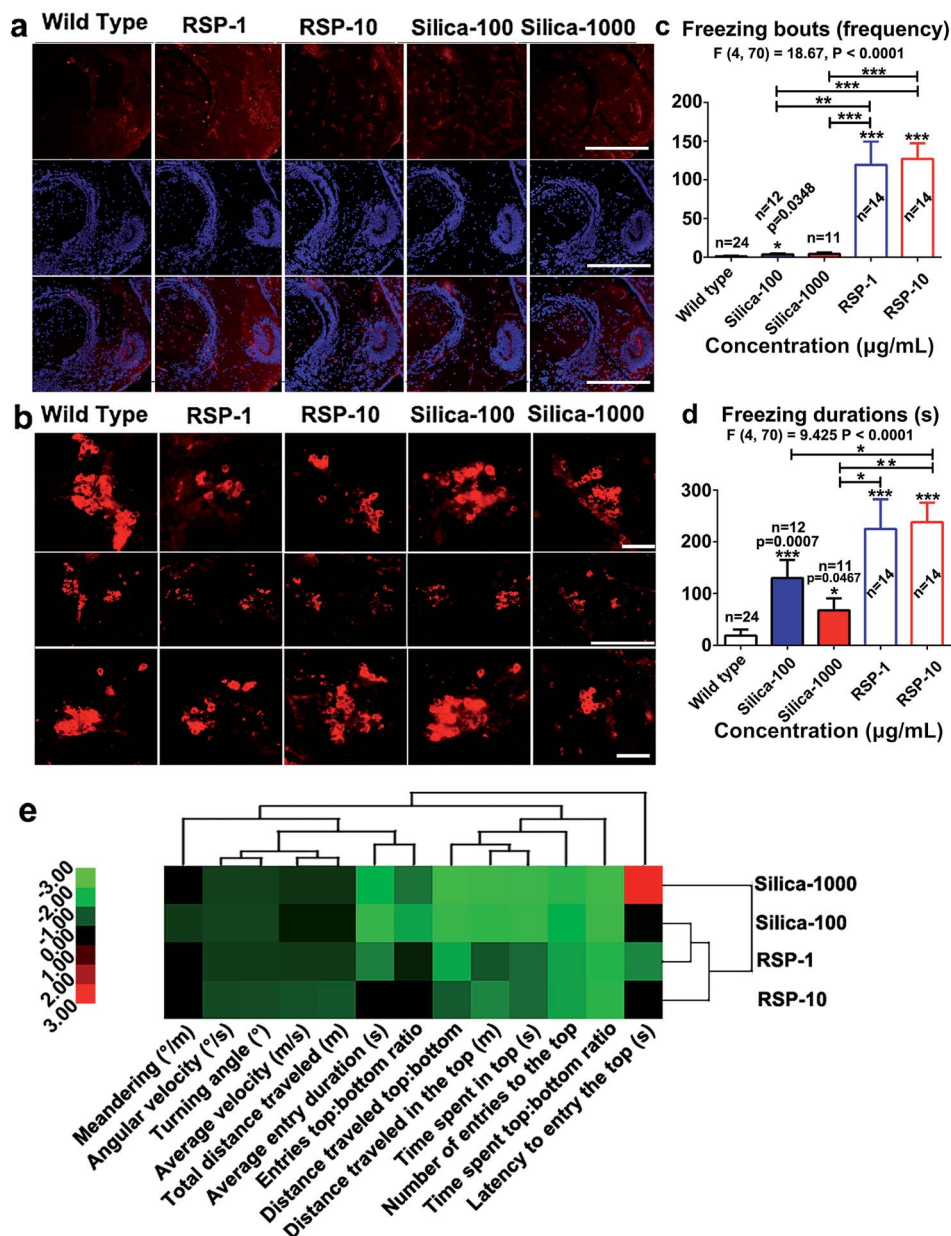 a
Wild Type RSP-1 RSP-10 Silica-100 Silica-1000
b
Wild Type RSP-1 RSP-10 Silica-100 Silica-1000
c Freezing bouts (frequency)
F (4, 70) = 18.67, P < 0.0001
***
***
**
***
*** ***
200
150
100
50
0
n=24
n=12
p=0.0348
*
n=11
n=14
n=14
Wild type
Silica-100
Silica-1000
RSP-1
RSP-10
Concentration (µg/mL)
d Freezing durations (s)
F (4, 70) = 9.425 P < 0.0001
*
**
*
*** ***
300
200
100
0
n=24
n=12
p=0.0007
***
n=11
p=0.0467
*
n=14
n=14
Wild type
Silica-100
Silica-1000
RSP-1
RSP-10
Concentration (µg/mL)
e
-3.00
-2.00
-1.00
0.00
1.00
2.00
3.00
Silica-1000
Silica-100
RSP-1
RSP-10
Meandering (°/m)
Angular velocity (°/s)
Turning angle (°)
Average velocity (m/s)
Total distance traveled (m)
Average entry duration (s)
Entries top:bottom ratio
Distance traveled top:bottom
Distance traveled in the top (m)
Time spent in top (s)
Number of entries to the top
Time spent top:bottom ratio
Latency to entry the top (s)